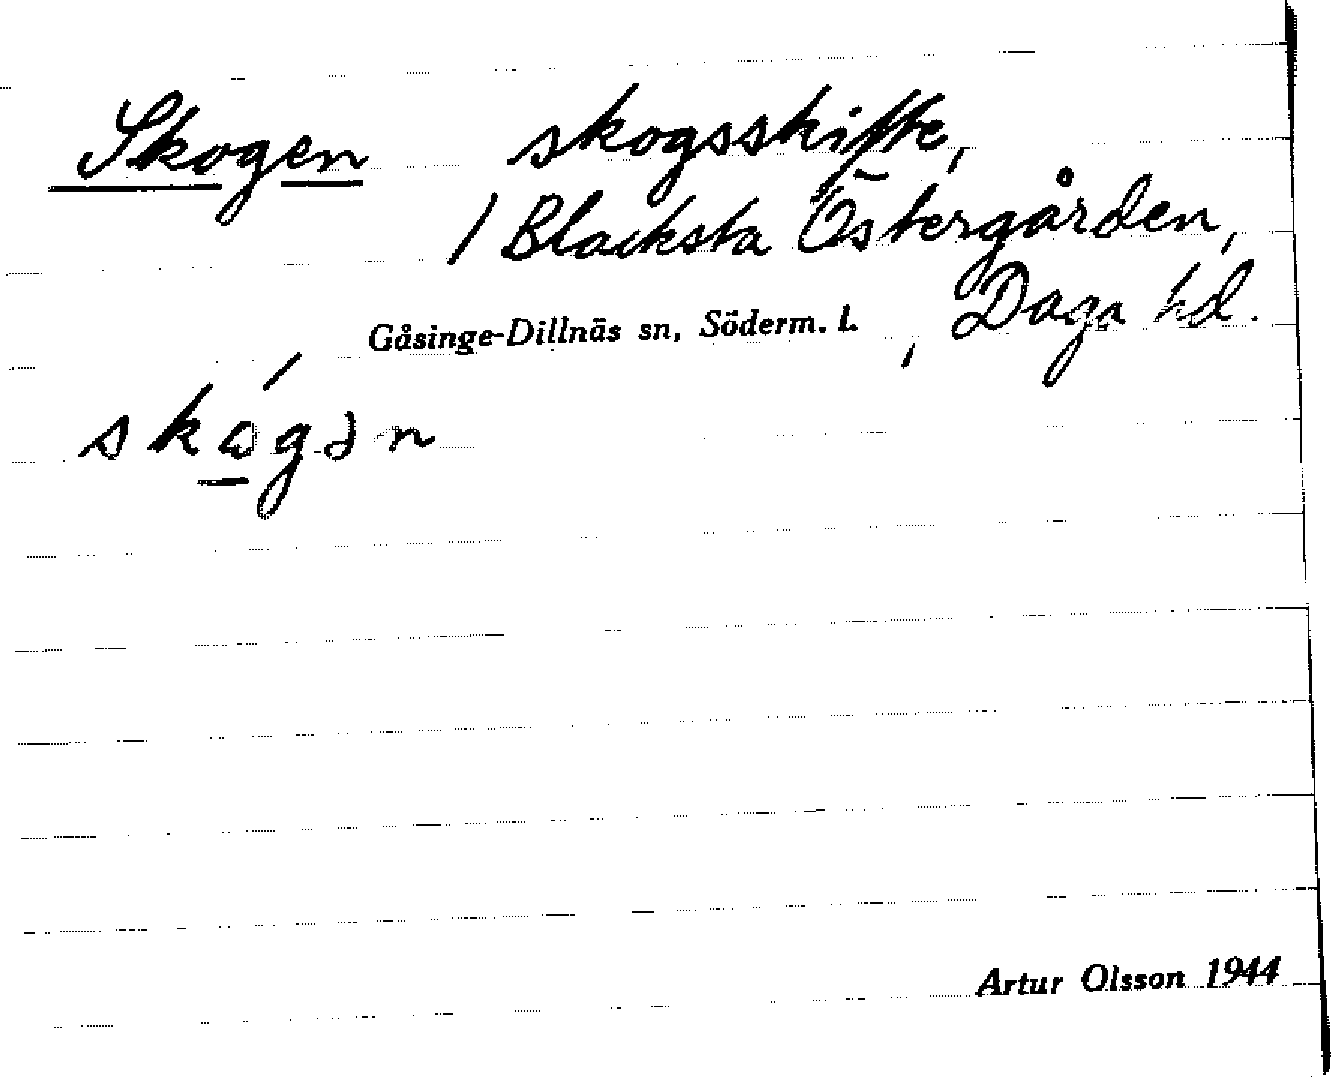 Skogen skogsskifte,
/ Blacksta Östergården,
Gåsinge-Dillnäs sn, Söderm. l. , Daga hd.
skógən
Artur Olsson 1944